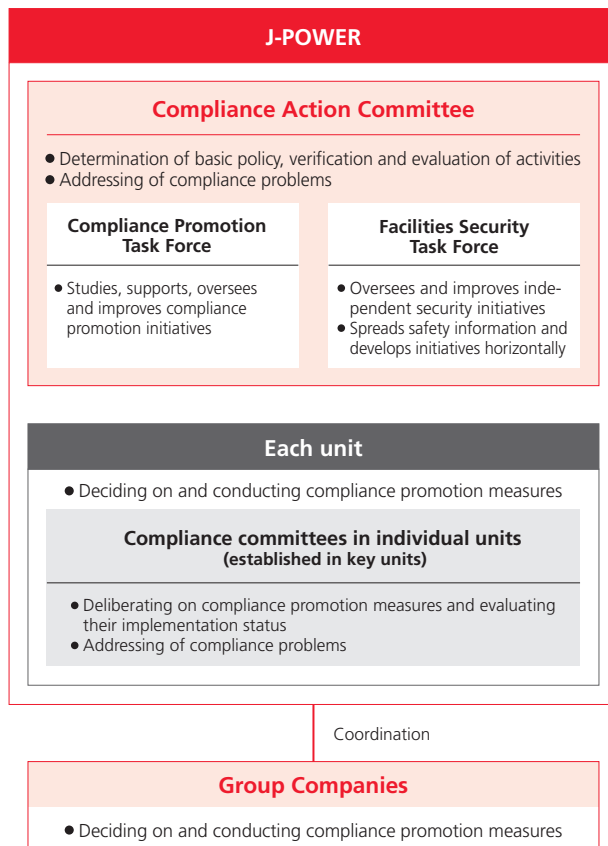 J-POWER
Compliance Action Committee
● Determination of basic policy, verification and evaluation of activities
● Addressing of compliance problems
Compliance Promotion
Task Force
● Studies, supports, oversees
and improves compliance
promotion initiatives
Facilities Security
Task Force
● Oversees and improves inde-
pendent security initiatives
● Spreads safety information and
develops initiatives horizontally
Each unit
● Deciding on and conducting compliance promotion measures
Compliance committees in individual units
(established in key units)
● Deliberating on compliance promotion measures and evaluating
their implementation status
● Addressing of compliance problems
Coordination
Group Companies
● Deciding on and conducting compliance promotion measures